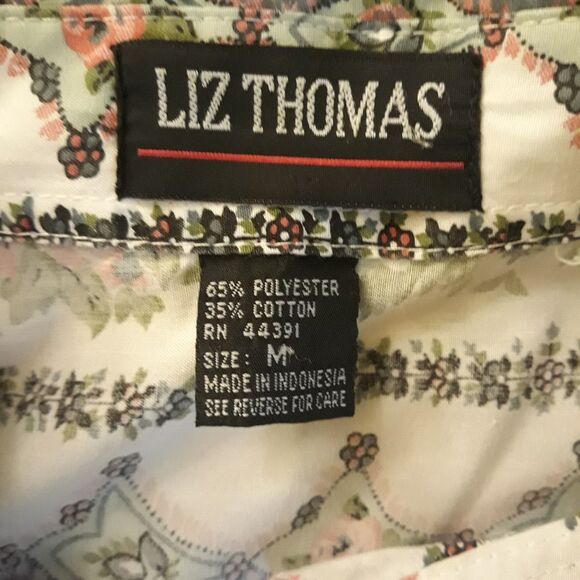 LIZ THOMAS
65% POLYESTER
35% COTTON
RN 44391
SIZE: M
MADE IN INDONESIA
SEE REVERSE FOR CARE